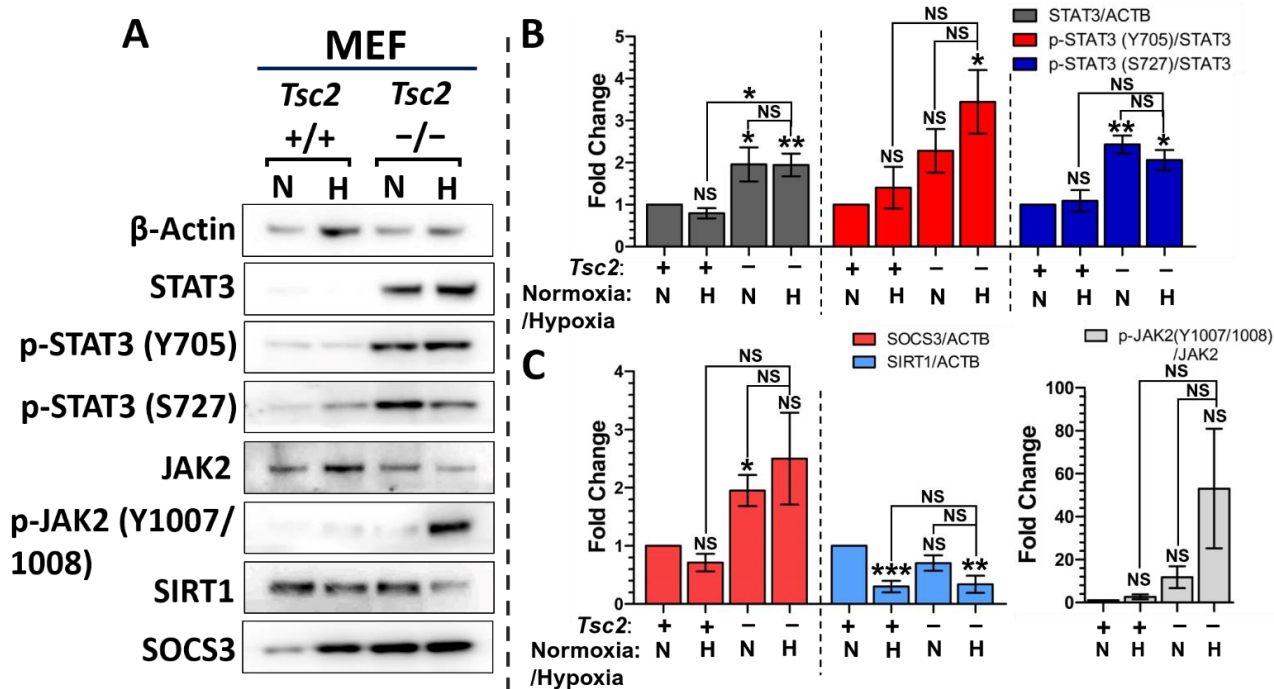 A
MEF
Tsc2 Tsc2
+/+ −/−
N H N H
β-Actin
STAT3
p-STAT3 (Y705)
p-STAT3 (S727)
JAK2
p-JAK2 (Y1007/
1008)
SIRT1
SOCS3
B
STAT3/ACTB
p-STAT3 (Y705)/STAT3
p-STAT3 (S727)/STAT3
Fold Change
5
4
3
2
1
0
NS * ** * NS
NS NS * NS NS
NS ** * NS NS
Tsc2: + + − − + + − − + + − −
Normoxia: N H N H N H N H N H N H
/Hypoxia
C
SOCS3/ACTB
SIRT1/ACTB
Fold Change
4
3
2
1
0
NS * NS NS NS
*** NS ** NS NS
Tsc2: + + − − + + − −
Normoxia: N H N H N H N H
/Hypoxia
p-JAK2(Y1007/1008)
/JAK2
Fold Change
100
80
60
40
20
0
NS NS NS NS NS
+ + − −
N H N H